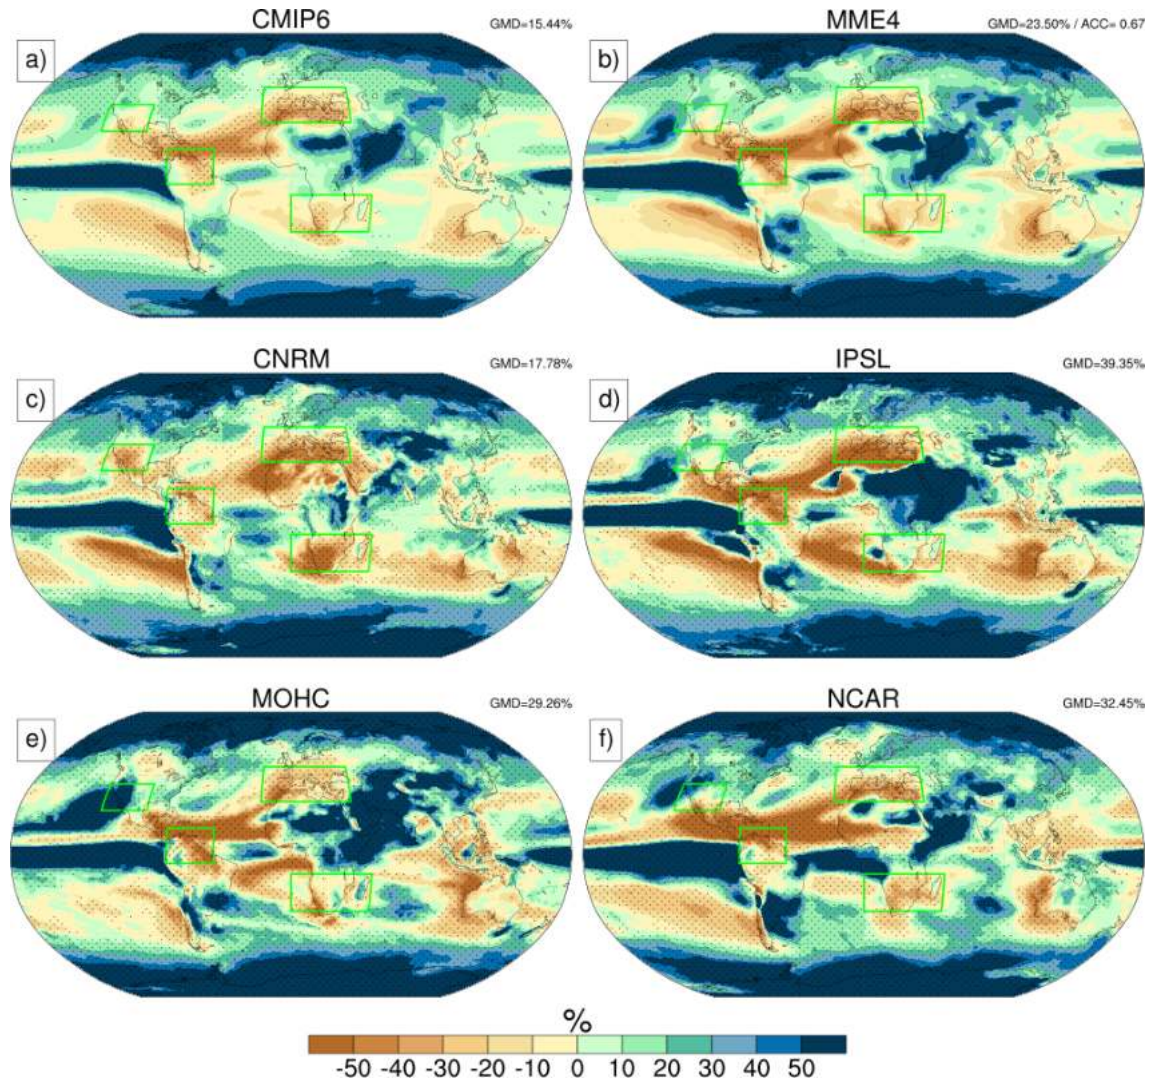 CMIP6
GMD=15.44%
a)
MME4
GMD=23.50% / ACC= 0.67
b)
CNRM
GMD=17.78%
c)
IPSL
GMD=39.35%
d)
MOHC
GMD=29.26%
e)
NCAR
GMD=32.45%
f)
%
-50 -40 -30 -20 -10 0 10 20 30 40 50